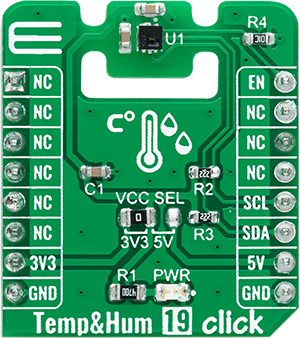 U1
R4
NC EN
NC NC
NC NC
NC NC
NC SCL
NC SDA
3V3 5V
GND GND
C°
C1
R2
R3
VCC SEL
0
3V3 5V
R1 PWR
Temp&Hum 19 click